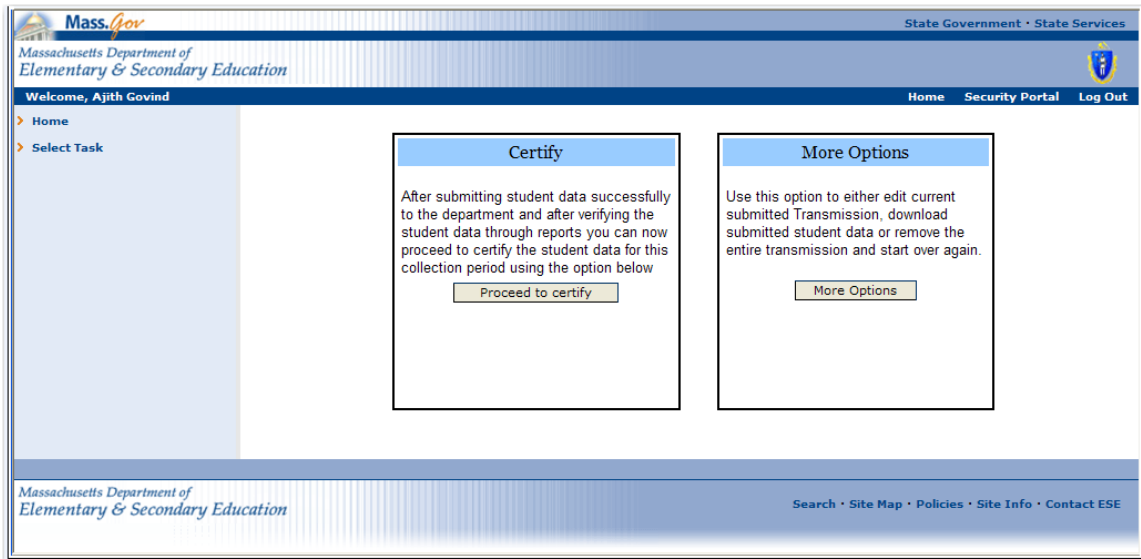 Mass.Gov
State Government · State Services
Massachusetts Department of
Elementary & Secondary Education
Welcome, Ajith Govind
Home Security Portal Log Out
Home
Select Task
Certify
After submitting student data successfully
to the department and after verifying the
student data through reports you can now
proceed to certify the student data for this
collection period using the option below
Proceed to certify
More Options
Use this option to either edit current
submitted Transmission, download
submitted student data or remove the
entire transmission and start over again.
More Options
Massachusetts Department of
Elementary & Secondary Education
Search · Site Map · Policies · Site Info · Contact ESE